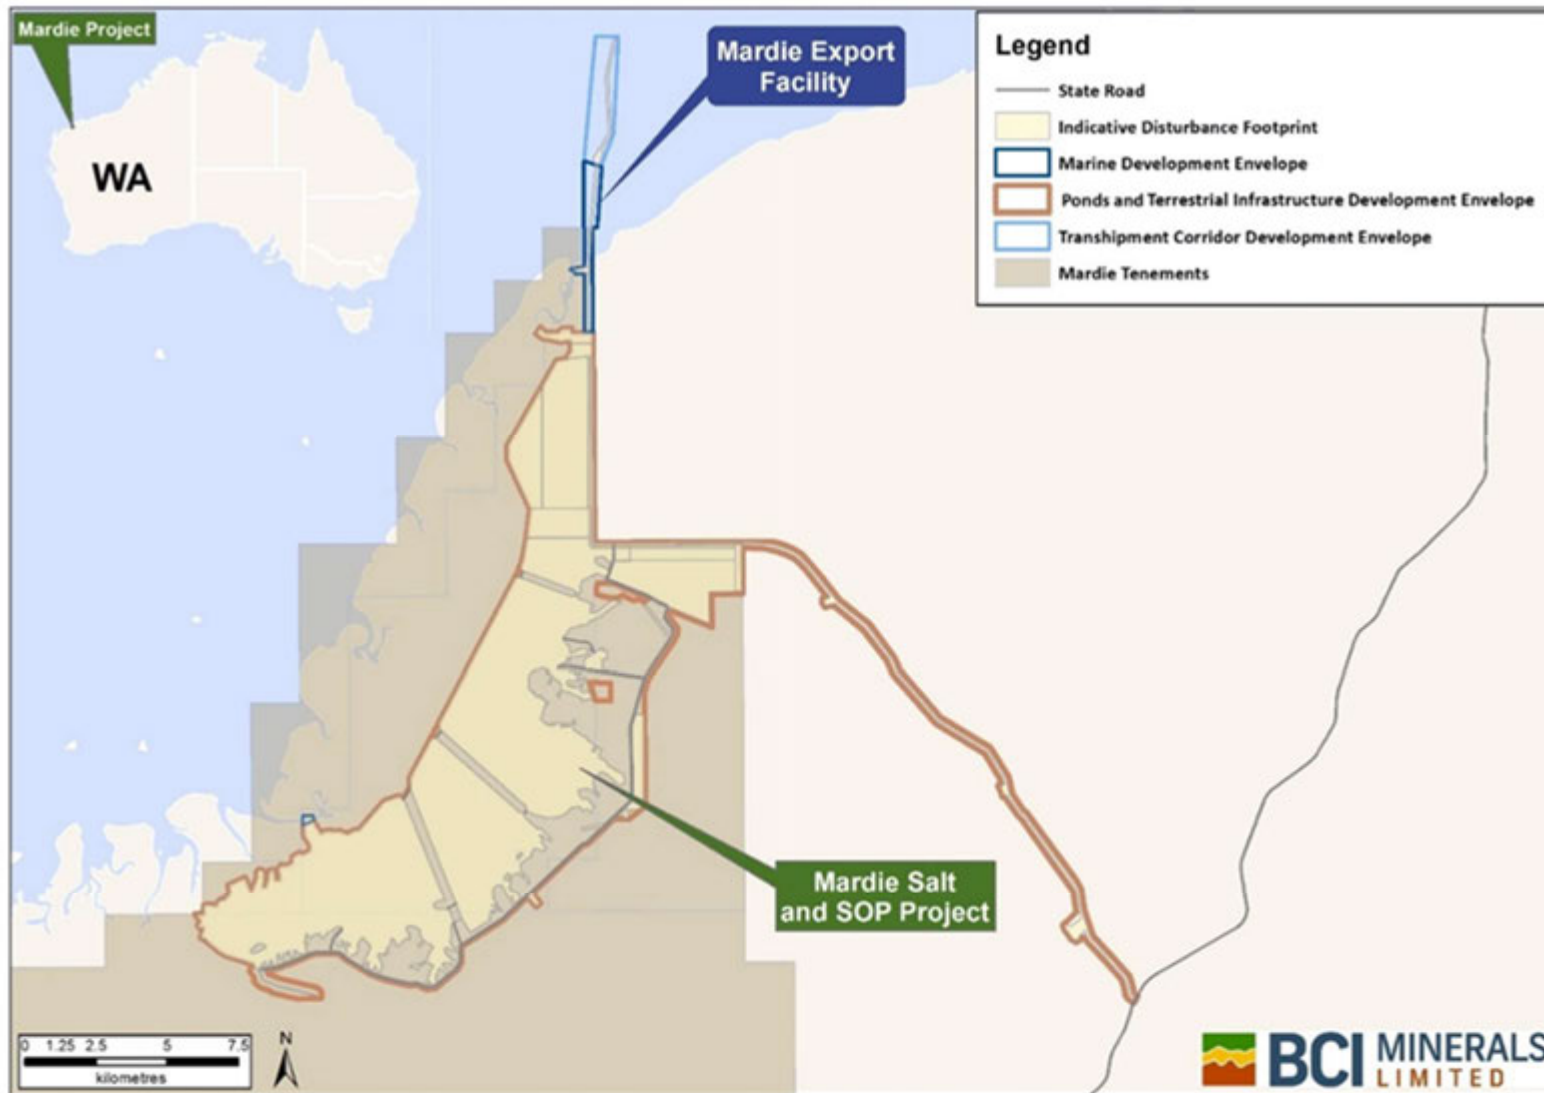 Mardie Project
WA
Mardie Export
Facility
Legend
State Road
Indicative Disturbance Footprint
Marine Development Envelope
Ponds and Terrestrial Infrastructure Development Envelope
Transhipment Corridor Development Envelope
Mardie Tenements
Mardie Salt
and SOP Project
0 1.25 2.5 5 7.5
kilometres
N
BCI MINERALS
LIMITED